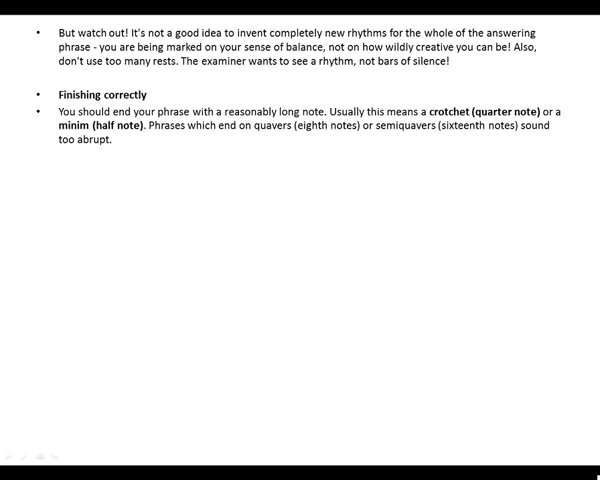 • But watch out! It's not a good idea to invent completely new rhythms for the whole of the answering
phrase - you are being marked on your sense of balance, not on how wildly creative you can be! Also,
don't use too many rests. The examiner wants to see a rhythm, not bars of silence!
• Finishing correctly
• You should end your phrase with a reasonably long note. Usually this means a crotchet (quarter note) or a
minim (half note). Phrases which end on quavers (eighth notes) or semiquavers (sixteenth notes) sound
too abrupt.